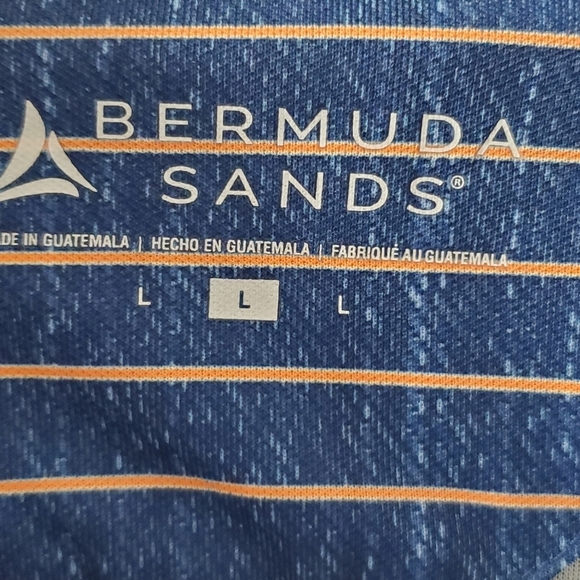 BERMUDA
SANDS®
ADE IN GUATEMALA | HECHO EN GUATEMALA | FABRIQUÉ AU GUATEMALA
L L L